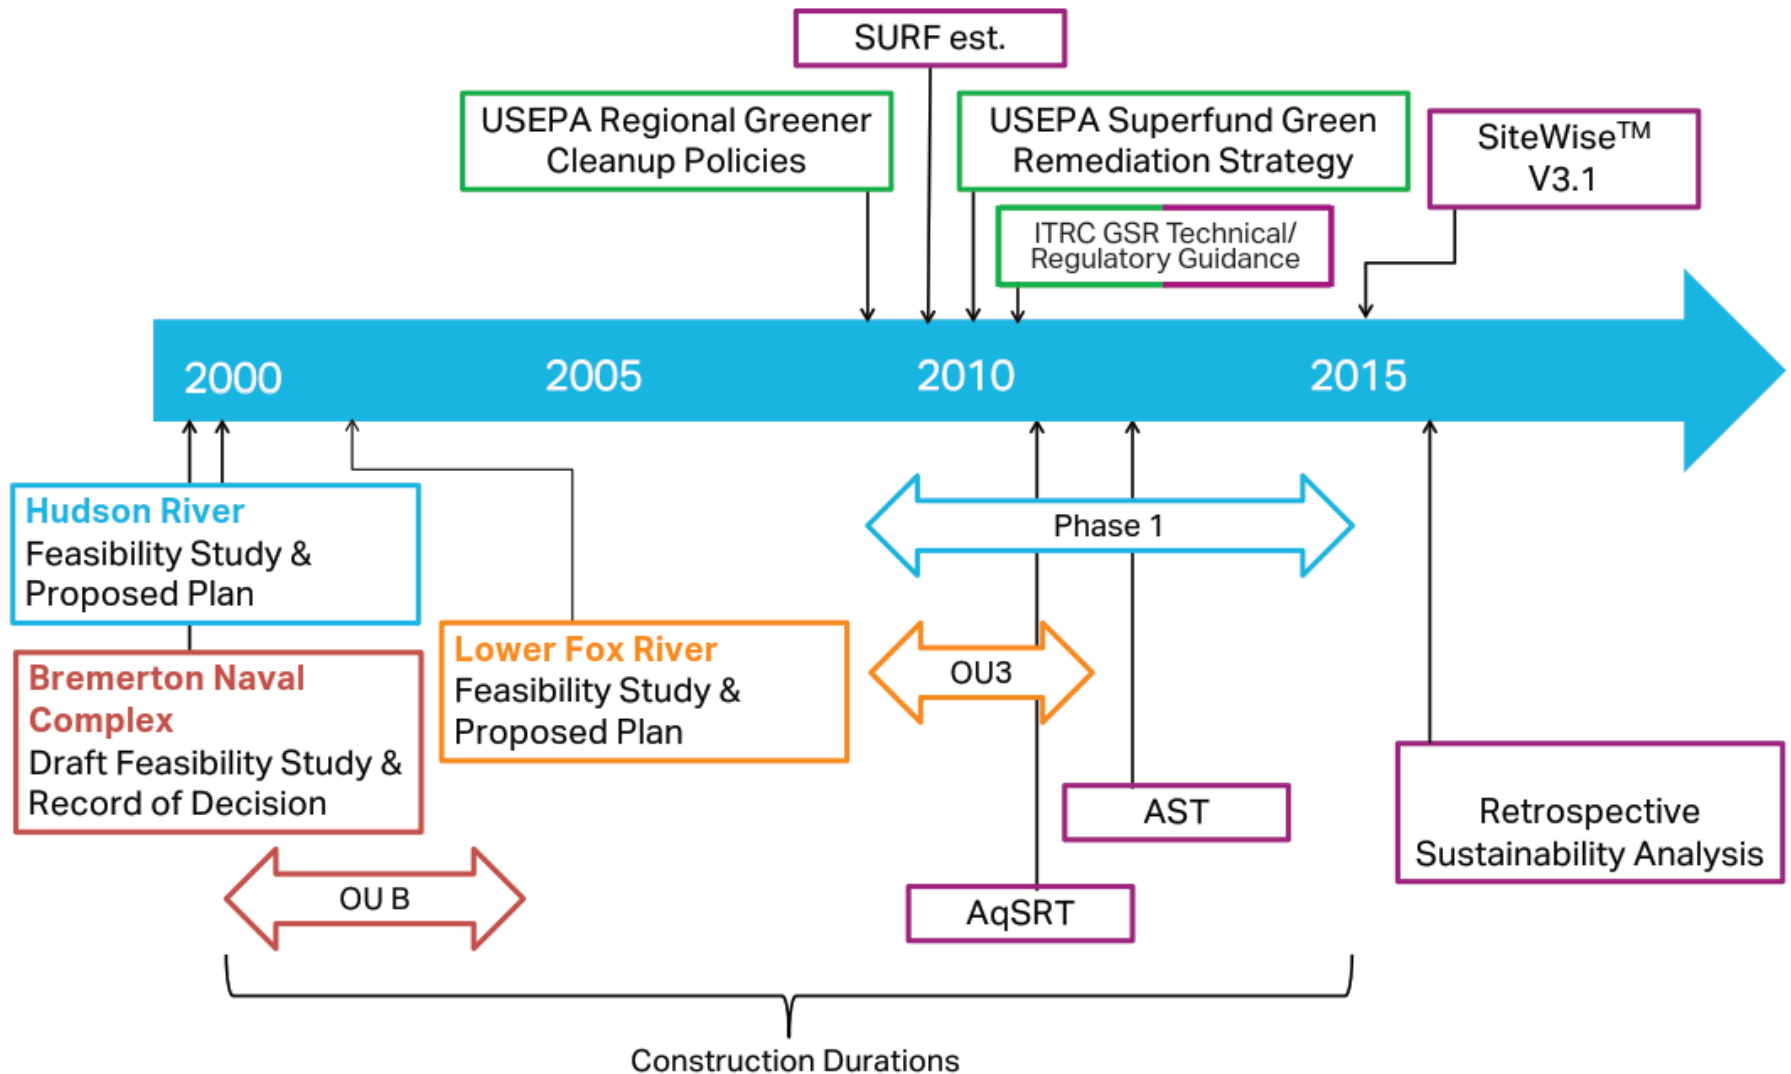 SURF est.
USEPA Regional Greener
Cleanup Policies
USEPA Superfund Green
Remediation Strategy
SiteWise™
V3.1
ITRC GSR Technical/
Regulatory Guidance
2000
2005
2010
2015
Hudson River
Feasibility Study &
Proposed Plan
Phase 1
Bremerton Naval
Complex
Draft Feasibility Study &
Record of Decision
Lower Fox River
Feasibility Study &
Proposed Plan
OU3
AST
Retrospective
Sustainability Analysis
OU B
AqSRT
Construction Durations